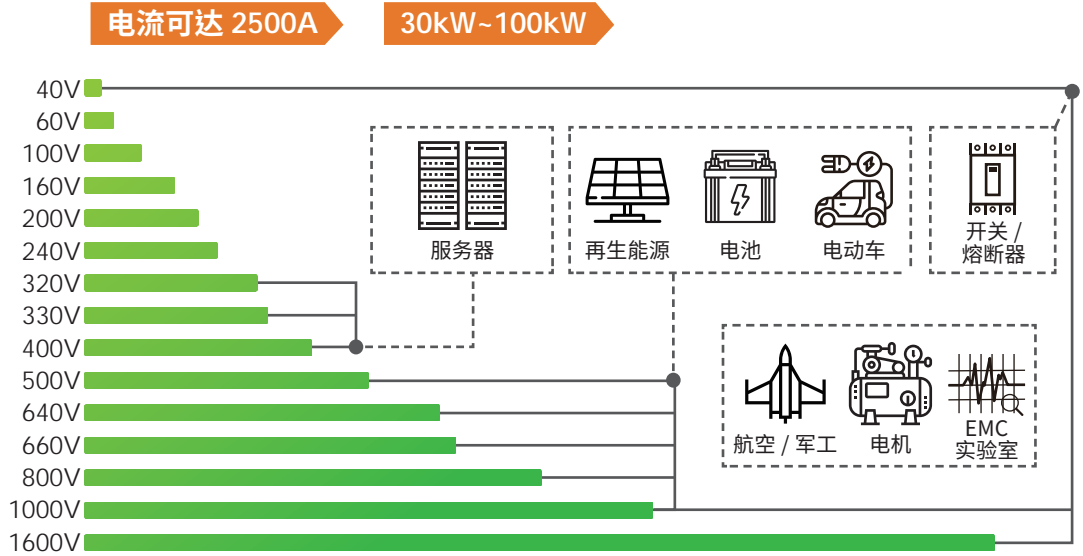 电流可达 2500A
30kW~100kW
40V
60V
100V
160V
200V
240V
320V
330V
400V
500V
640V
660V
800V
1000V
1600V
服务器
再生能源
电池
电动车
开关 /
熔断器
航空 / 军工
电机
EMC
实验室